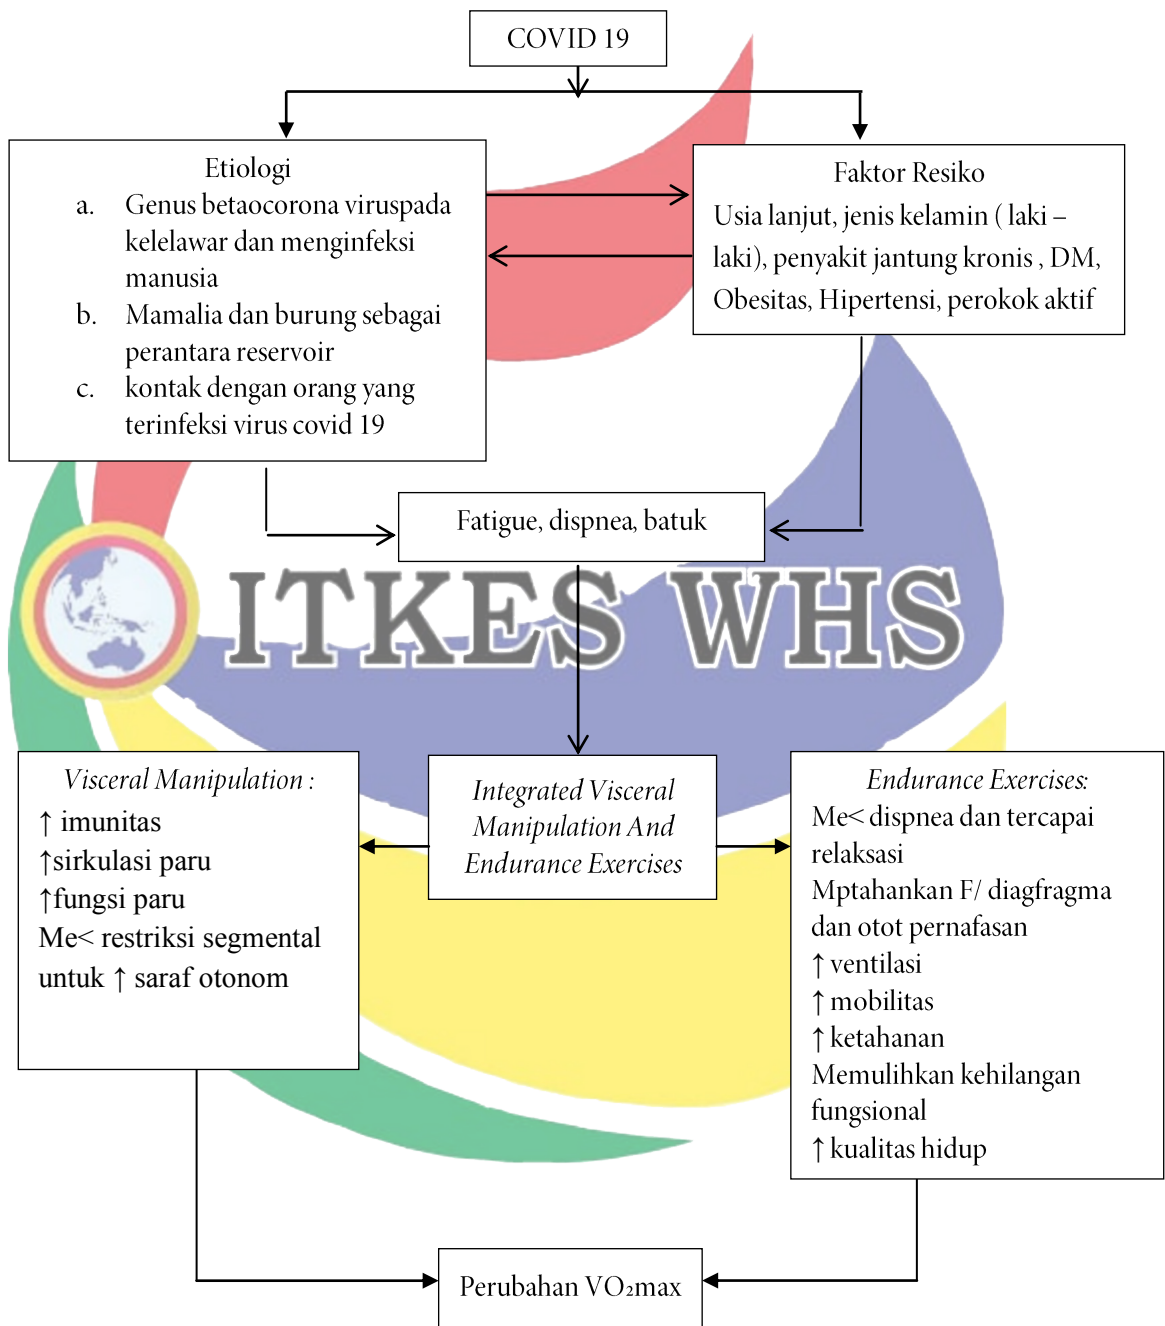 COVID 19
Etiologi
a. Genus betaocorona viruspada
kelelawar dan menginfeksi
manusia
b. Mamalia dan burung sebagai
perantara reservoir
c. kontak dengan orang yang
terinfeksi virus covid 19
Faktor Resiko
Usia lanjut, jenis kelamin ( laki –
laki), penyakit jantung kronis , DM,
Obesitas, Hipertensi, perokok aktif
Fatigue, dispnea, batuk
ITKES WHS
Visceral Manipulation :
↑ imunitas
↑sirkulasi paru
↑fungsi paru
Me< restriksi segmental
untuk ↑ saraf otonom
Integrated Visceral
Manipulation And
Endurance Exercises
Endurance Exercises:
Me< dispnea dan tercapai
relaksasi
Mptahankan F/ diagfragma
dan otot pernafasan
↑ ventilasi
↑ mobilitas
↑ ketahanan
Memulihkan kehilangan
fungsional
↑ kualitas hidup
Perubahan VO₂max